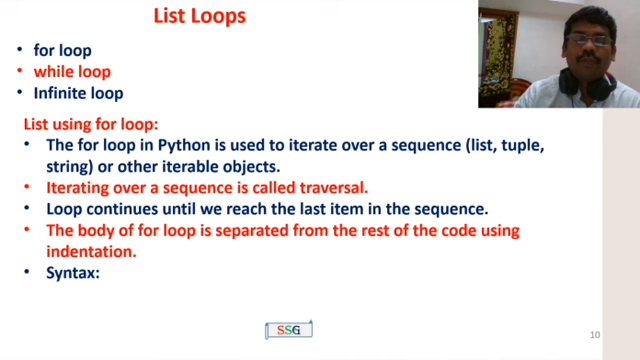 List Loops
• for loop
• while loop
• Infinite loop
List using for loop:
• The for loop in Python is used to iterate over a sequence (list, tuple,
string) or other iterable objects.
• Iterating over a sequence is called traversal.
• Loop continues until we reach the last item in the sequence.
• The body of for loop is separated from the rest of the code using
indentation.
• Syntax:
SSG
10